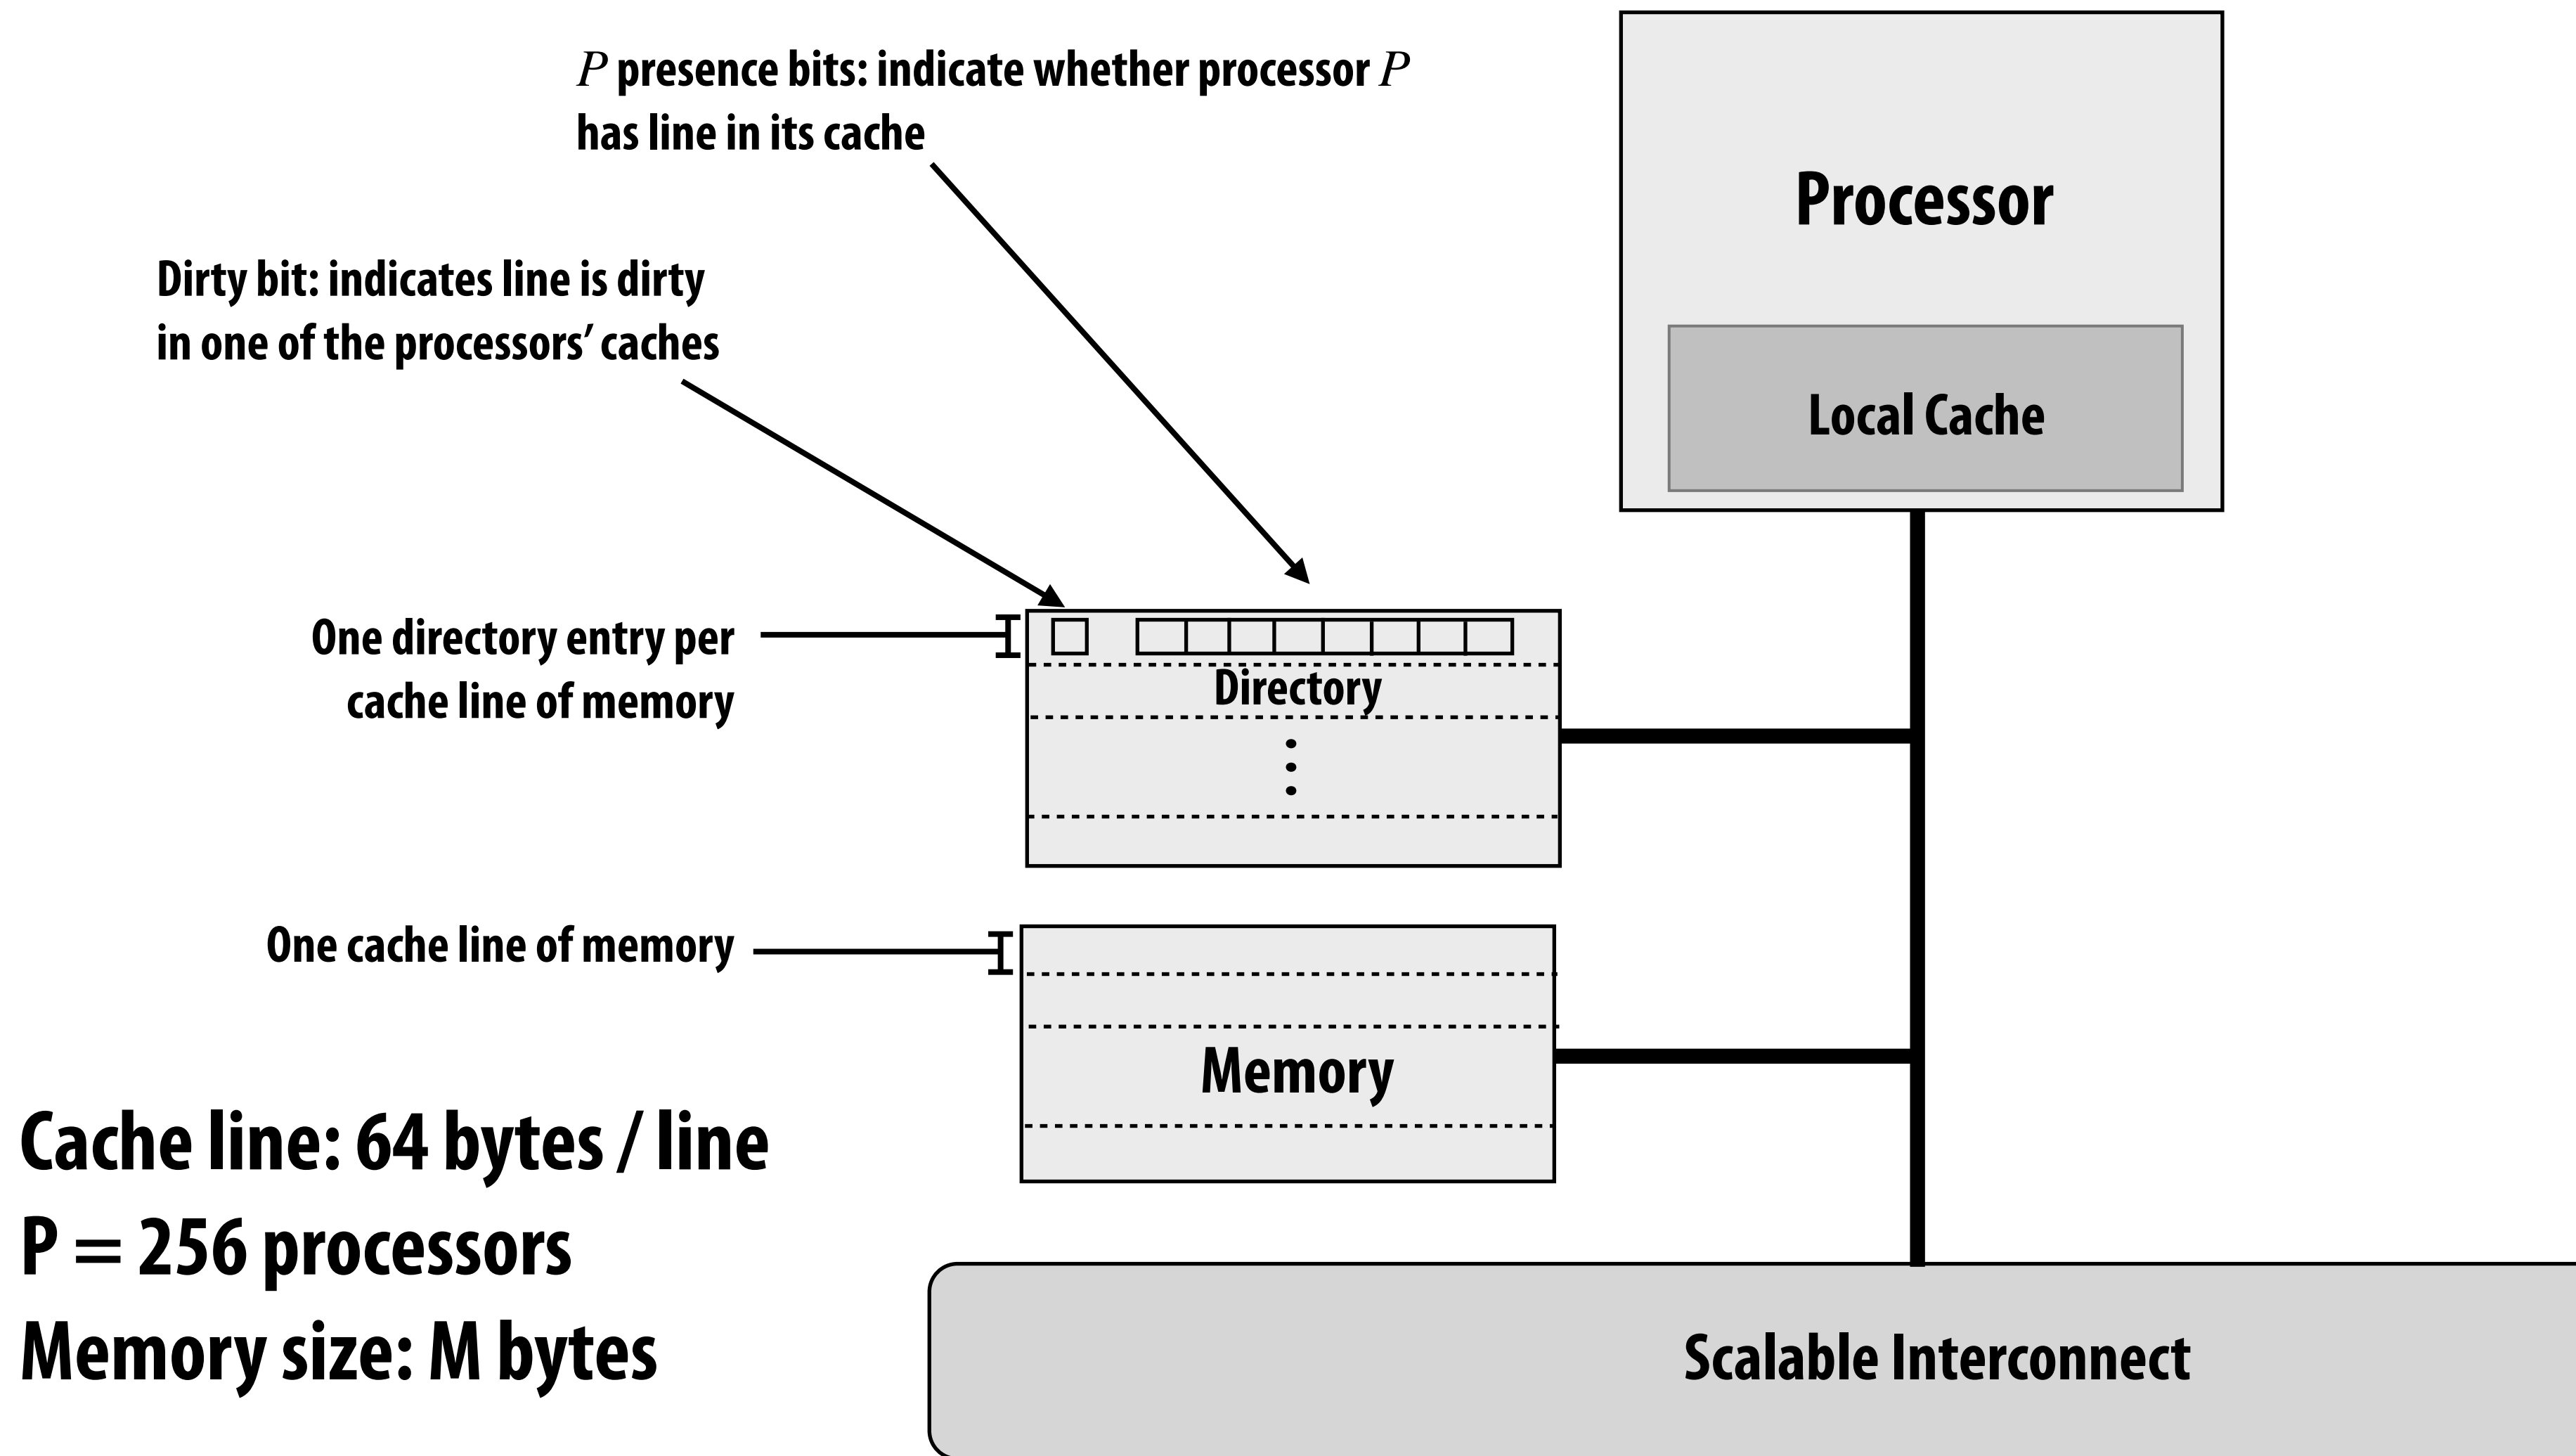 P presence bits: indicate whether processor P
has line in its cache
Processor
Dirty bit: indicates line is dirty
in one of the processors’ caches
Local Cache
One directory entry per
cache line of memory
Directory
One cache line of memory
Memory
Cache line: 64 bytes / line
P = 256 processors
Memory size: M bytes
Scalable Interconnect